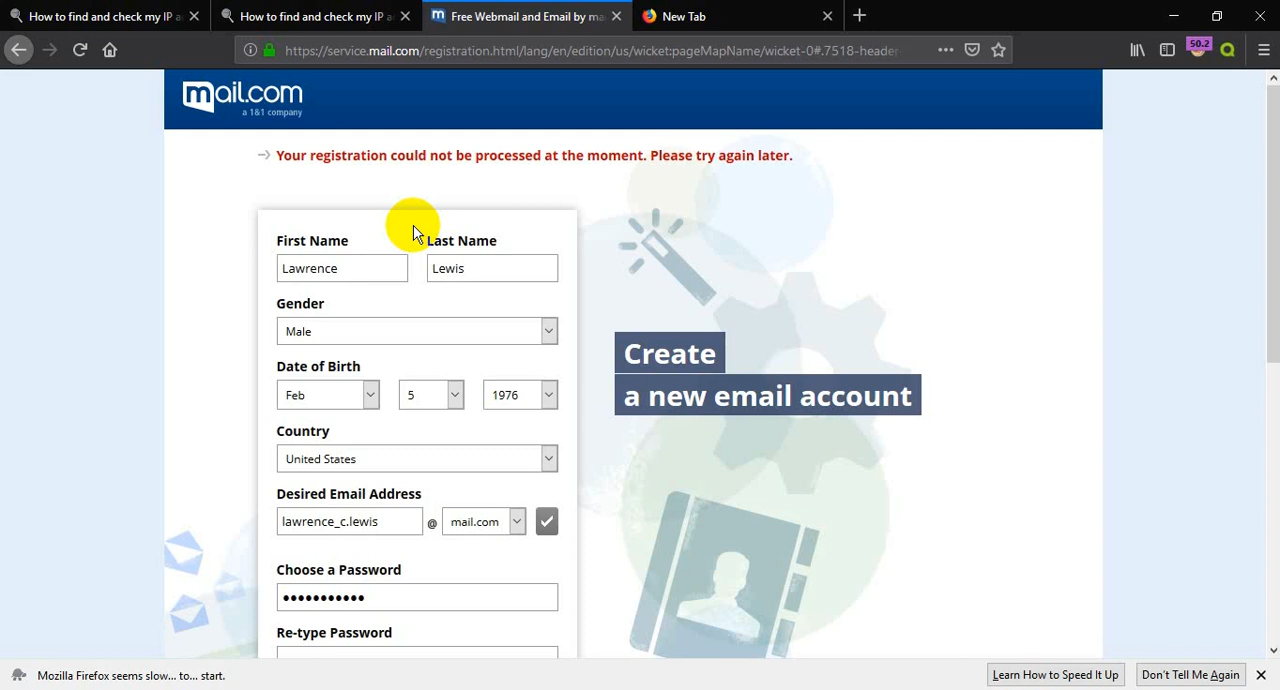 How to find and check my IP a
How to find and check my IP a
Free Webmail and Email by ma
New Tab
https://service.mail.com/registration.html/lang/en/edition/us/wicket:pageMapName/wicket-0#.7518-header-
50.2
mail.com
a 1&1 company
Your registration could not be processed at the moment. Please try again later.
First Name Last Name
Lawrence Lewis
Gender
Male
Date of Birth
Feb 5 1976
Country
United States
Create
a new email account
Desired Email Address
lawrence_c.lewis @ mail.com
Choose a Password
•••••••••••
Re-type Password
Mozilla Firefox seems slow... to... start.
Learn How to Speed It Up
Don't Tell Me Again